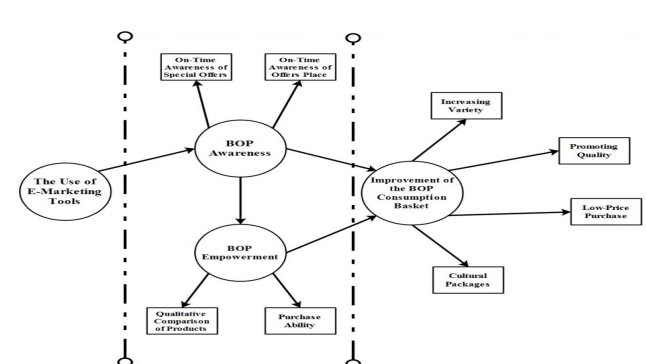 On-Time
Awareness of
Special Offers
On-Time
Awareness of
Offers Place
Increasing
Variety
BOP
Awareness
Promoting
Quality
The Use of
E-Marketing
Tools
Improvement of
the BOP
Consumption
Basket
Low-Price
Purchase
BOP
Empowerment
Cultural
Packages
Qualitative
Comparison
of Products
Purchase
Ability